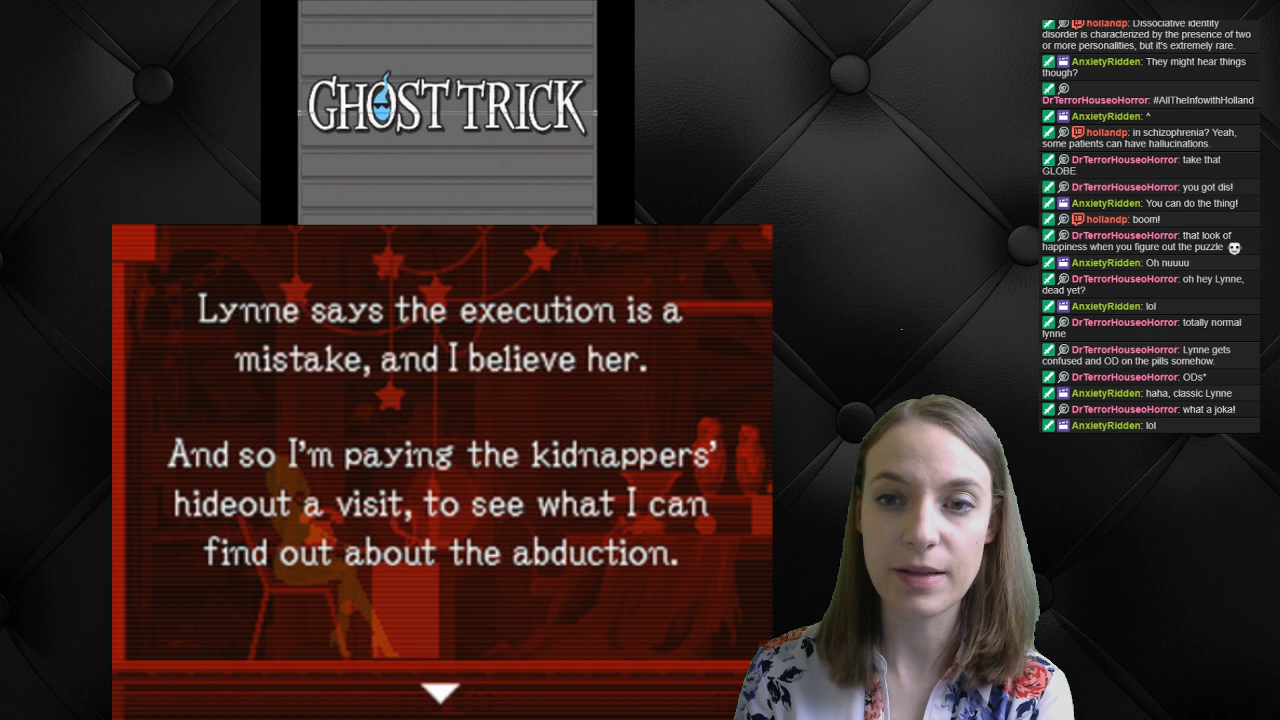 GHOST TRICK
Lynne says the execution is a
mistake, and I believe her.
And so I'm paying the kidnappers'
hideout a visit, to see what I can
find out about the abduction.
hollandp: Dissociative identity
disorder is characterized by the presence of two
or more personalities, but it's extremely rare.
AnxietyRidden: They might hear things
though?
DrTerrorHouseoHorror: #AllTheInfowithHolland
AnxietyRidden: ^
hollandp: in schizophrenia? Yeah,
some patients can have hallucinations.
DrTerrorHouseoHorror: take that
GLOBE
DrTerrorHouseoHorror: you got dis!
AnxietyRidden: You can do the thing!
hollandp: boom!
DrTerrorHouseoHorror: that look of
happiness when you figure out the puzzle
AnxietyRidden: Oh nuuuu
DrTerrorHouseoHorror: oh hey Lynne,
dead yet?
AnxietyRidden: lol
DrTerrorHouseoHorror: totally normal
lynne
DrTerrorHouseoHorror: Lynne gets
confused and OD on the pills somehow.
DrTerrorHouseoHorror: ODs*
AnxietyRidden: haha, classic Lynne
DrTerrorHouseoHorror: what a joka!
AnxietyRidden: lol